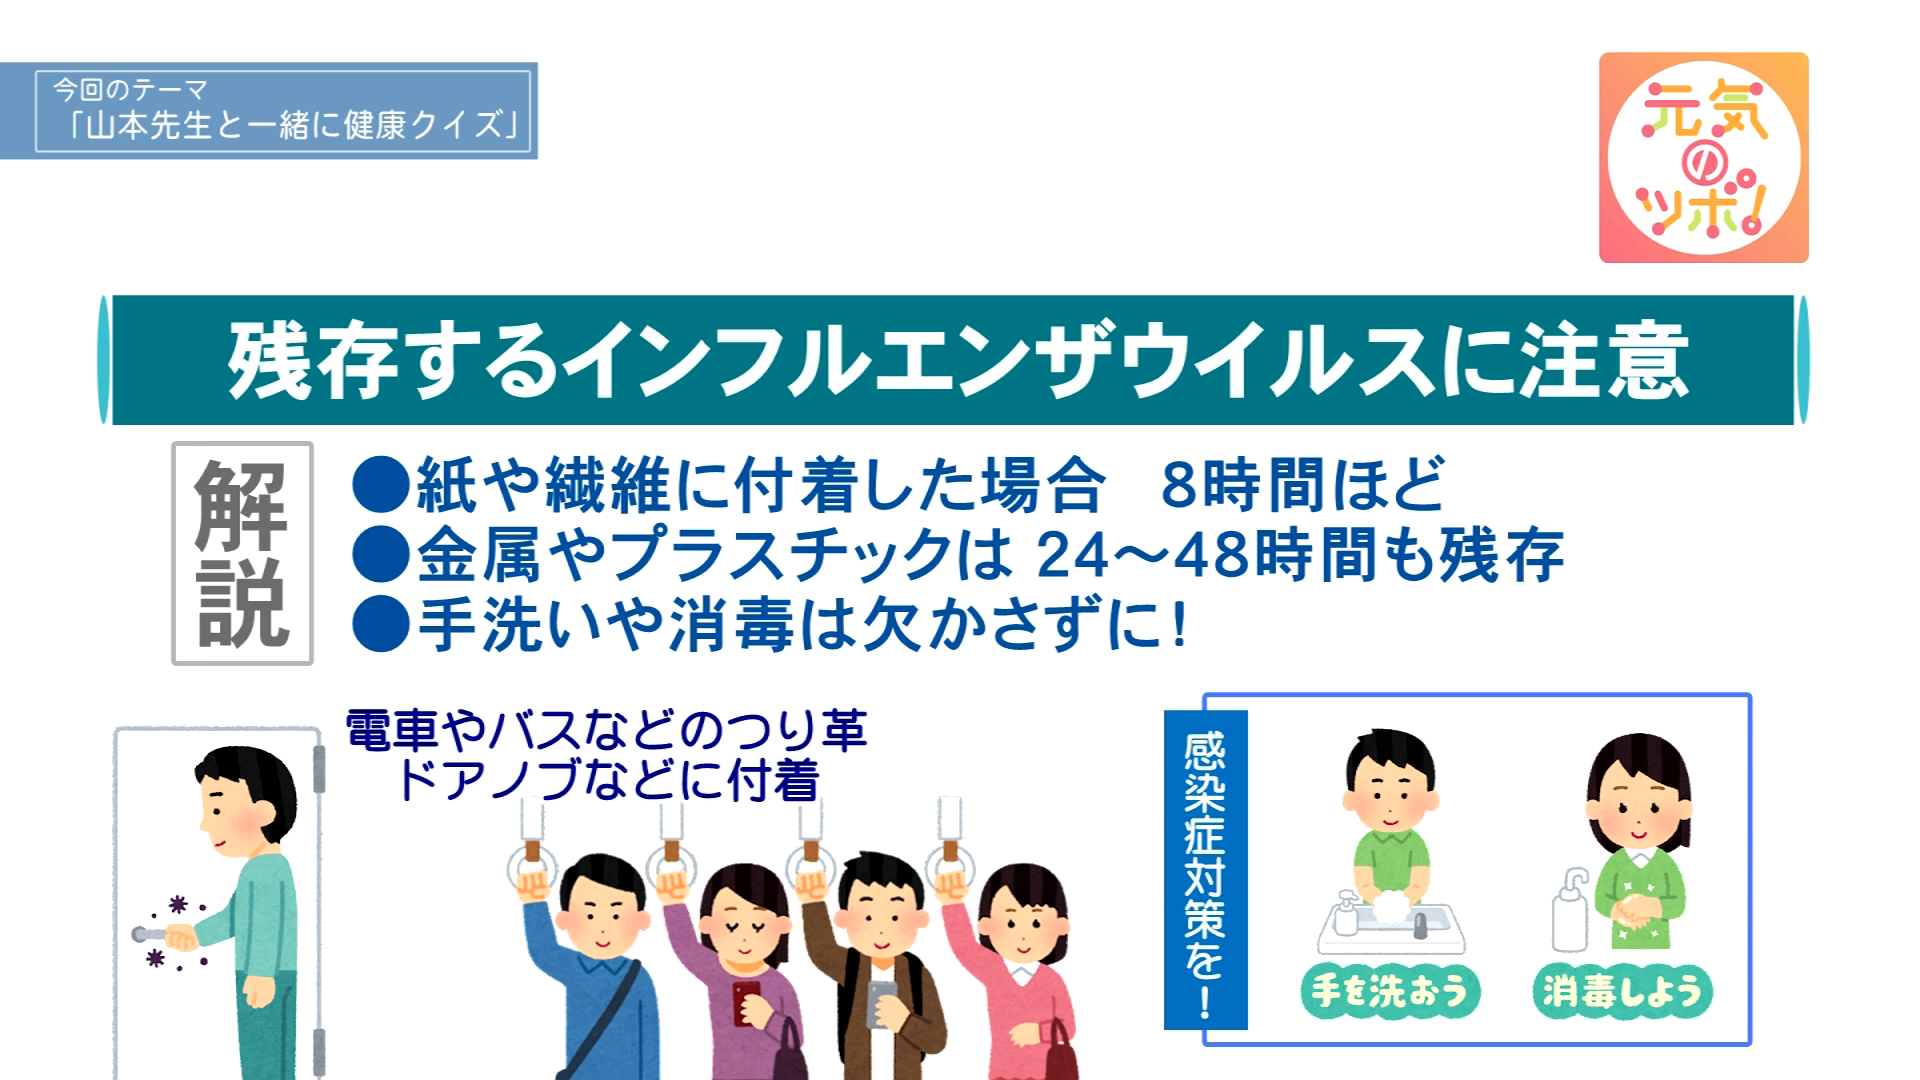 今回のテーマ
「山本先生と一緒に健康クイズ」
元気
の
ツボ!
残存するインフルエンザウイルスに注意
解説
●紙や繊維に付着した場合　8時間ほど
●金属やプラスチックは 24～48時間も残存
●手洗いや消毒は欠かさずに!
電車やバスなどのつり革
ドアノブなどに付着
感染症対策を!
手を洗おう
消毒しよう